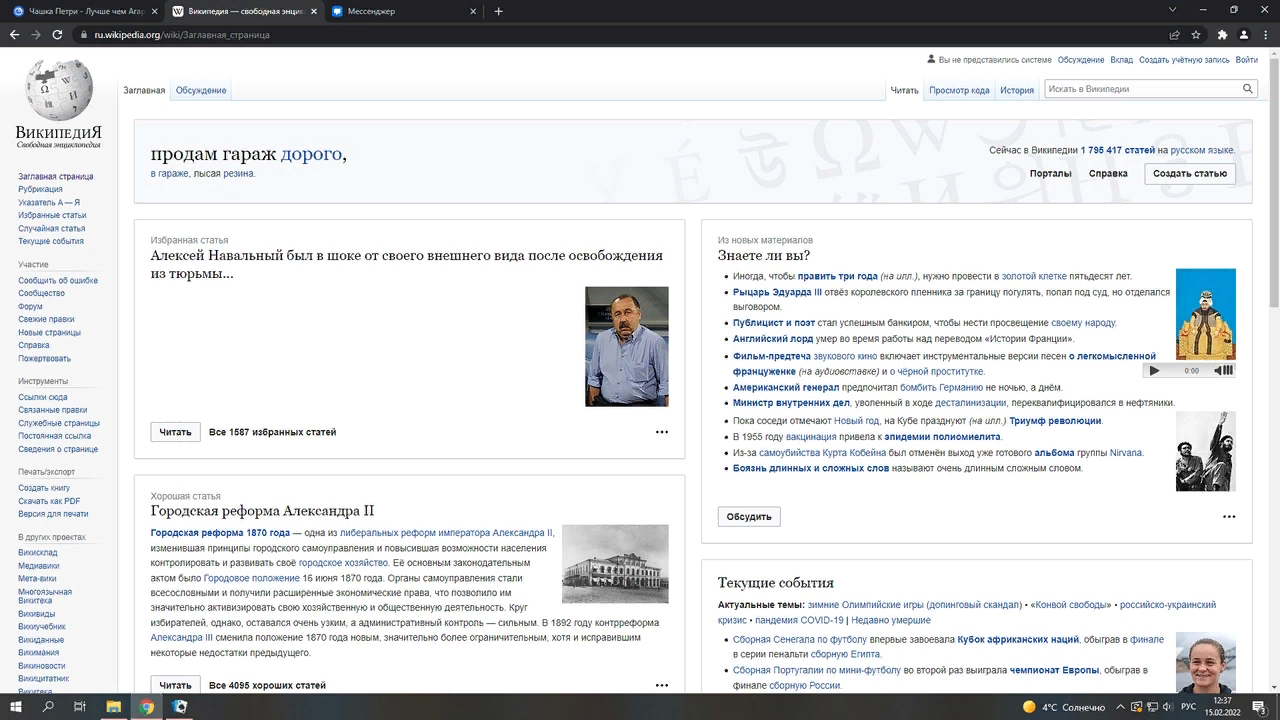 Чашка Петри - Лучше чем Агар
Википедия — свободная энцик
Мессенджер
ru.wikipedia.org/wiki/Заглавная_страница
Вы не представились системе Обсуждение Вклад Создать учётную запись Войти
Заглавная Обсуждение Читать Просмотр кода История Искать в Википедии
ВИКИПЕДИЯ
Свободная энциклопедия
Заглавная страница
Рубрикация
Указатель А — Я
Избранные статьи
Случайная статья
Текущие события
Участие
Сообщить об ошибке
Сообщество
Форум
Свежие правки
Новые страницы
Справка
Пожертвовать
Инструменты
Ссылки сюда
Связанные правки
Служебные страницы
Постоянная ссылка
Сведения о странице
Печать/экспорт
Создать книгу
Скачать как PDF
Версия для печати
В других проектах
Викисклад
Медиавики
Мета-вики
Многоязычная
Викитека
Викивиды
Викиучебник
Викиданные
Викимания
Викиновости
Викицитатник
Викитека
продам гараж дорого,
в гараже, лысая резина.
Сейчас в Википедии 1 795 417 статей на русском языке.
Порталы Справка Создать статью
Избранная статья
Алексей Навальный был в шоке от своего внешнего вида после освобождения
из тюрьмы...
Читать Все 1587 избранных статей
Хорошая статья
Городская реформа Александра II
Городская реформа 1870 года — одна из либеральных реформ императора Александра II,
изменившая принципы городского самоуправления и повысившая возможности населения
контролировать и развивать своё городское хозяйство. Её основным законодательным
актом было Городовое положение 16 июня 1870 года. Органы самоуправления стали
всесословными и получили расширенные экономические права, что позволило им
значительно активизировать свою хозяйственную и общественную деятельность. Круг
избирателей, однако, оставался очень узким, а административный контроль — сильным. В 1892 году контрреформа
Александра III сменила положение 1870 года новым, значительно более ограничительным, хотя и исправившим
некоторые недостатки предыдущего.
Читать Все 4095 хороших статей
Из новых материалов
Знаете ли вы?
Иногда, чтобы править три года (на илл.), нужно провести в золотой клетке пятьдесят лет.
Рыцарь Эдуарда III отвёз королевского пленника за границу погулять, попал под суд, но отделался
выговором.
Публицист и поэт стал успешным банкиром, чтобы нести просвещение своему народу.
Английский лорд умер во время работы над переводом «Истории Франции».
Фильм-предтеча звукового кино включает инструментальные версии песен о легкомысленной
француженке (на аудиовставке) и о чёрной проститутке.
0:00
Американский генерал предпочитал бомбить Германию не ночью, а днём.
Министр внутренних дел, уволенный в ходе десталинизации, переквалифицировался в нефтяники.
Пока соседи отмечают Новый год, на Кубе празднуют (на илл.) Триумф революции.
В 1955 году вакцинация привела к эпидемии полиомиелита.
Из-за самоубийства Курта Кобейна был отменён выход уже готового альбома группы Nirvana.
Боязнь длинных и сложных слов называют очень длинным сложным словом.
Обсудить
Текущие события
Актуальные темы: зимние Олимпийские игры (допинговый скандал) • «Конвой свободы» • российско-украинский
кризис • пандемия COVID-19 | Недавно умершие
Сборная Сенегала по футболу впервые завоевала Кубок африканских наций, обыграв в финале
в серии пенальти сборную Египта.
Сборная Португалии по мини-футболу во второй раз выиграла чемпионат Европы, обыграв в
финале сборную России.
4°C Солнечно РУС 12:37
15.02.2022